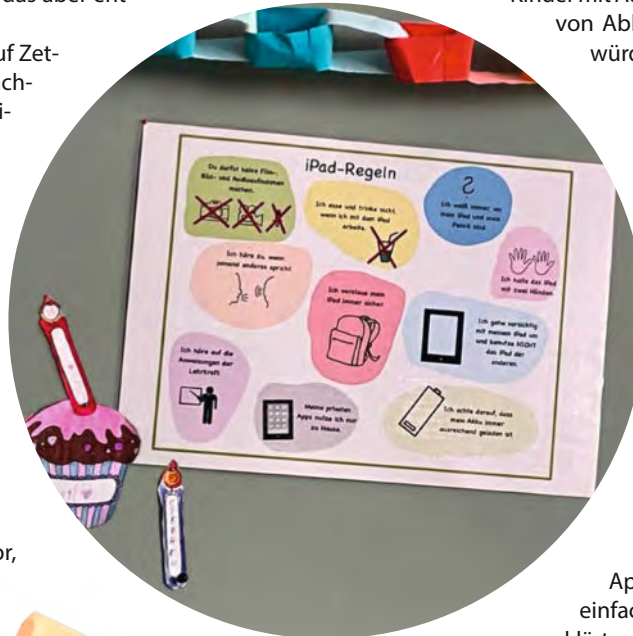 uf Zet-
ach-
i-
Kinder mit A
von Abl
würd
iPad-Regeln
Du darfst keine Film-,
Bild- und Audioaufnahmen
machen.
Ich esse und trinke nicht,
wenn ich mit dem iPad
arbeite.
Ich weiß immer, wo
mein iPad und mein
Pencil sind.
Ich höre zu, wenn
jemand anderes spricht.
Ich verstaue mein
iPad immer sicher.
Ich halte das iPad
mit zwei Händen.
Ich gehe vorsichtig
mit meinem iPad um
und benutze NICHT
das iPad der
anderen.
Ich höre auf die
Anweisungen der
Lehrkraft.
Meine privaten
Apps nutze ich nur
zu Hause.
Ich achte darauf, dass
mein Akku immer
ausreichend geladen ist.
or,
Ap
einfac